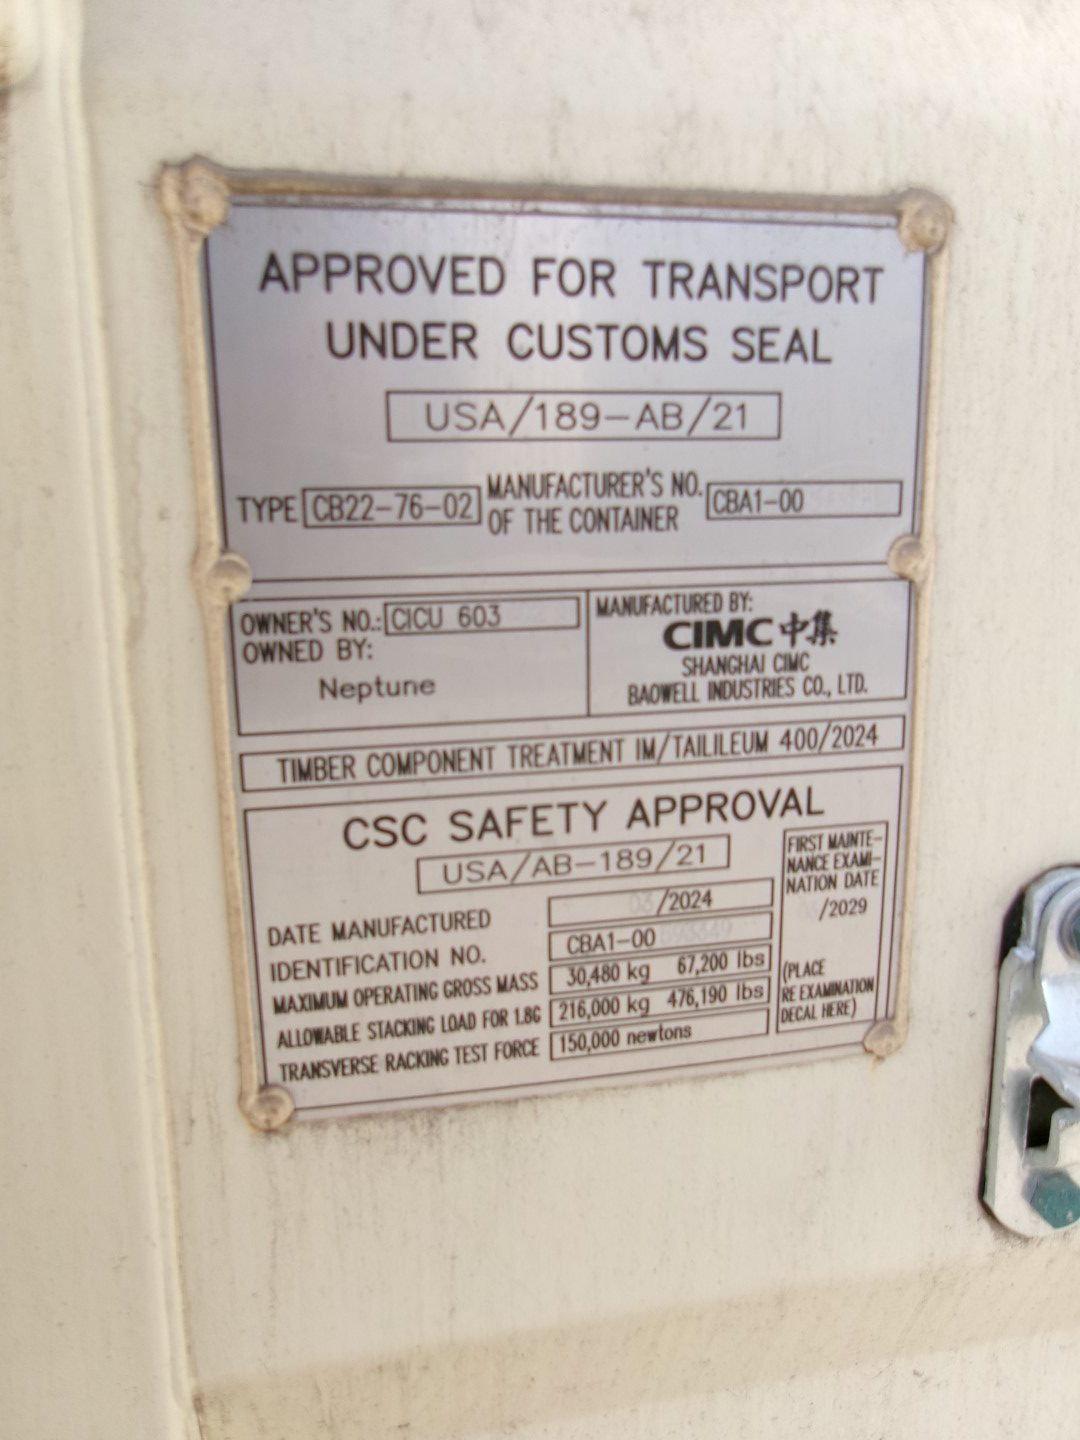 APPROVED FOR TRANSPORT
UNDER CUSTOMS SEAL
USA/189-AB/21
TYPE CB22-76-02 MANUFACTURER'S NO. OF THE CONTAINER CBA1-00
OWNER'S NO.: CICU 603
OWNED BY:
Neptune
MANUFACTURED BY:
CIMC 中集
SHANGHAI CIMC
BAOWELL INDUSTRIES CO., LTD.
TIMBER COMPONENT TREATMENT IM/TAILILEUM 400/2024
CSC SAFETY APPROVAL
USA/AB-189/21
DATE MANUFACTURED 03/2024
IDENTIFICATION NO. CBA1-00
MAXIMUM OPERATING GROSS MASS 30,480 kg 67,200 lbs
ALLOWABLE STACKING LOAD FOR 1.8G 216,000 kg 476,190 lbs
TRANSVERSE RACKING TEST FORCE 150,000 newtons
FIRST MAINTE-
NANCE EXAMI-
NATION DATE
/2029
(PLACE
RE EXAMINATION
DECAL HERE)